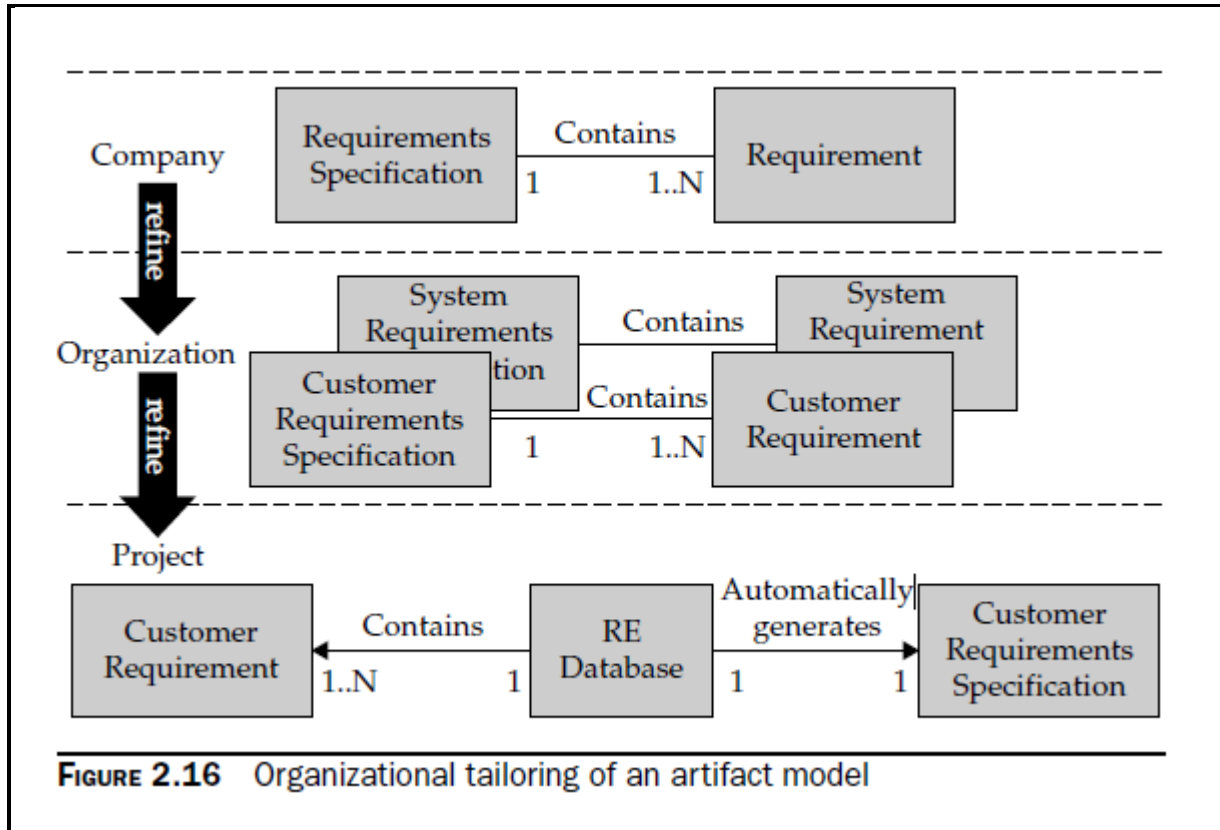 Company
refine
Requirements
Specification
Contains
1
1..N
Requirement
Organization
refine
System
Requirements
tion
Contains
System
Requirement
Customer
Requirements
Specification
Contains
1
1..N
Customer
Requirement
Project
Customer
Requirement
Contains
1..N
1
RE
Database
Automatically
generates
1
1
Customer
Requirements
Specification
FIGURE 2.16 Organizational tailoring of an artifact model